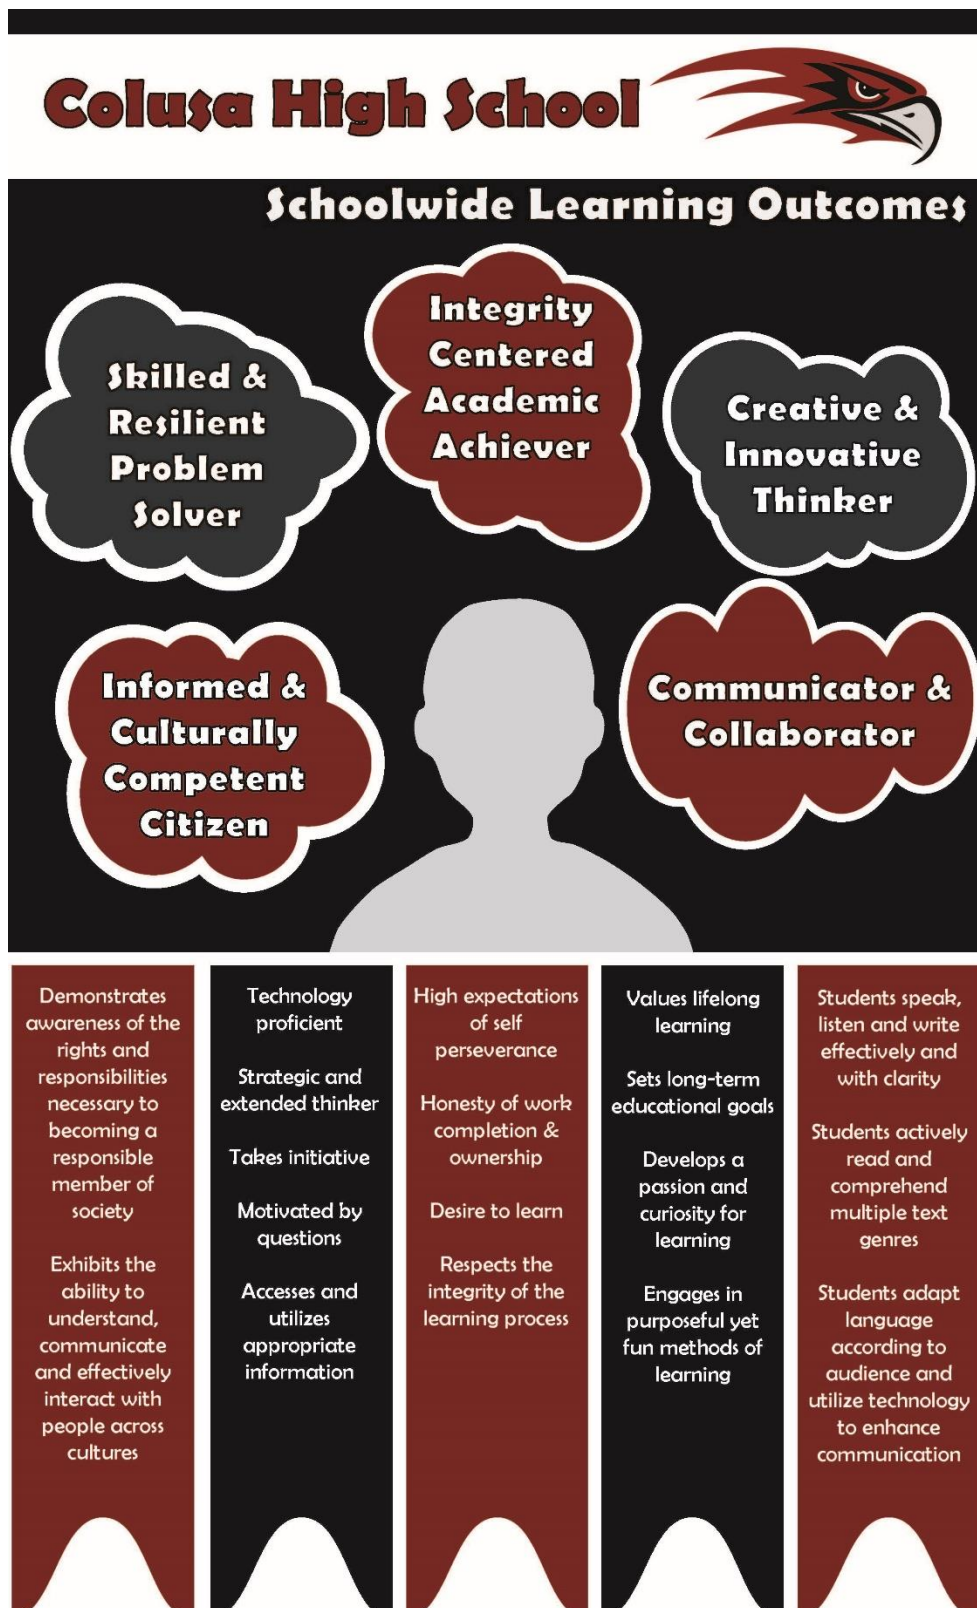 Colusa High School
Schoolwide Learning Outcomes
Skilled &
Resilient
Problem
Solver
Integrity
Centered
Academic
Achiever
Creative &
Innovative
Thinker
Informed &
Culturally
Competent
Citizen
Communicator &
Collaborator
Demonstrates
awareness of the
rights and
responsibilities
necessary to
becoming a
responsible
member of
society
Exhibits the
ability to
understand,
communicate
and effectively
interact with
people across
cultures
Technology
proficient
Strategic and
extended thinker
Takes initiative
Motivated by
questions
Accesses and
utilizes
appropriate
information
High expectations
of self
perseverance
Honesty of work
completion &
ownership
Desire to learn
Respects the
integrity of the
learning process
Values lifelong
learning
Sets long-term
educational goals
Develops a
passion and
curiosity for
learning
Engages in
purposeful yet
fun methods of
learning
Students speak,
listen and write
effectively and
with clarity
Students actively
read and
comprehend
multiple text
genres
Students adapt
language
according to
audience and
utilize technology
to enhance
communication